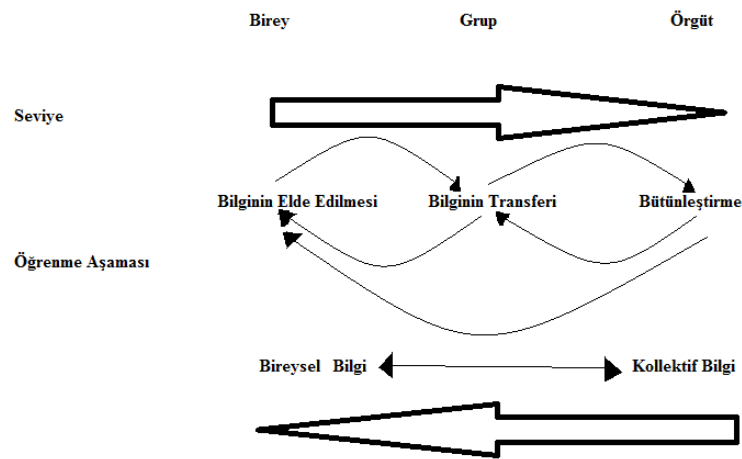 Birey Grup Örgüt
Seviye
Bilginin Elde Edilmesi Bilginin Transferi Bütünleştirme
Öğrenme Aşaması
Bireysel Bilgi Kollektif Bilgi